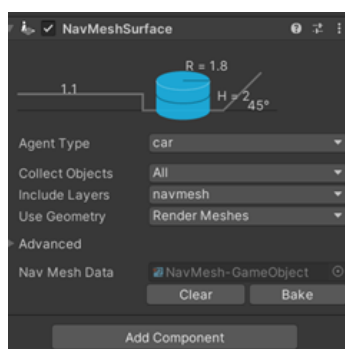 NavMeshSurface
R = 1.8
1.1
H = 2
45°
Agent Type car
Collect Objects All
Include Layers navmesh
Use Geometry Render Meshes
Advanced
Nav Mesh Data NavMesh-GameObject
Clear Bake
Add Component